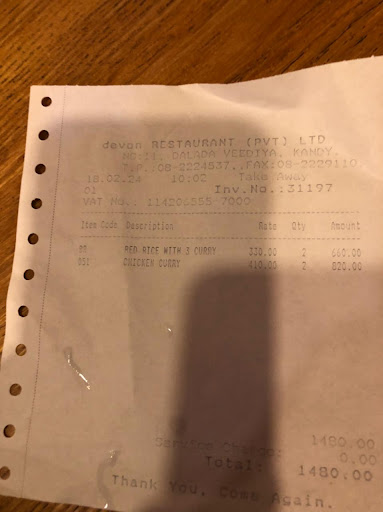 devon RESTAURANT (PVT) LTD
NO:11, DALADA VEEDIYA, KANDY.
T.P.:08-2224537.,FAX:08-2229110
18.02.24 10:02 Take Away
01 Inv.No.:31197
VAT No.: 114206555-7000
Item Code Description Rate Qty Amount
80 RED RICE WITH 3 CURRY 330.00 2 660.00
051 CHICKEN CURRY 410.00 2 820.00
1480.00
Service Charge: 0.00
Total: 1480.00
Thank You, Come Again.